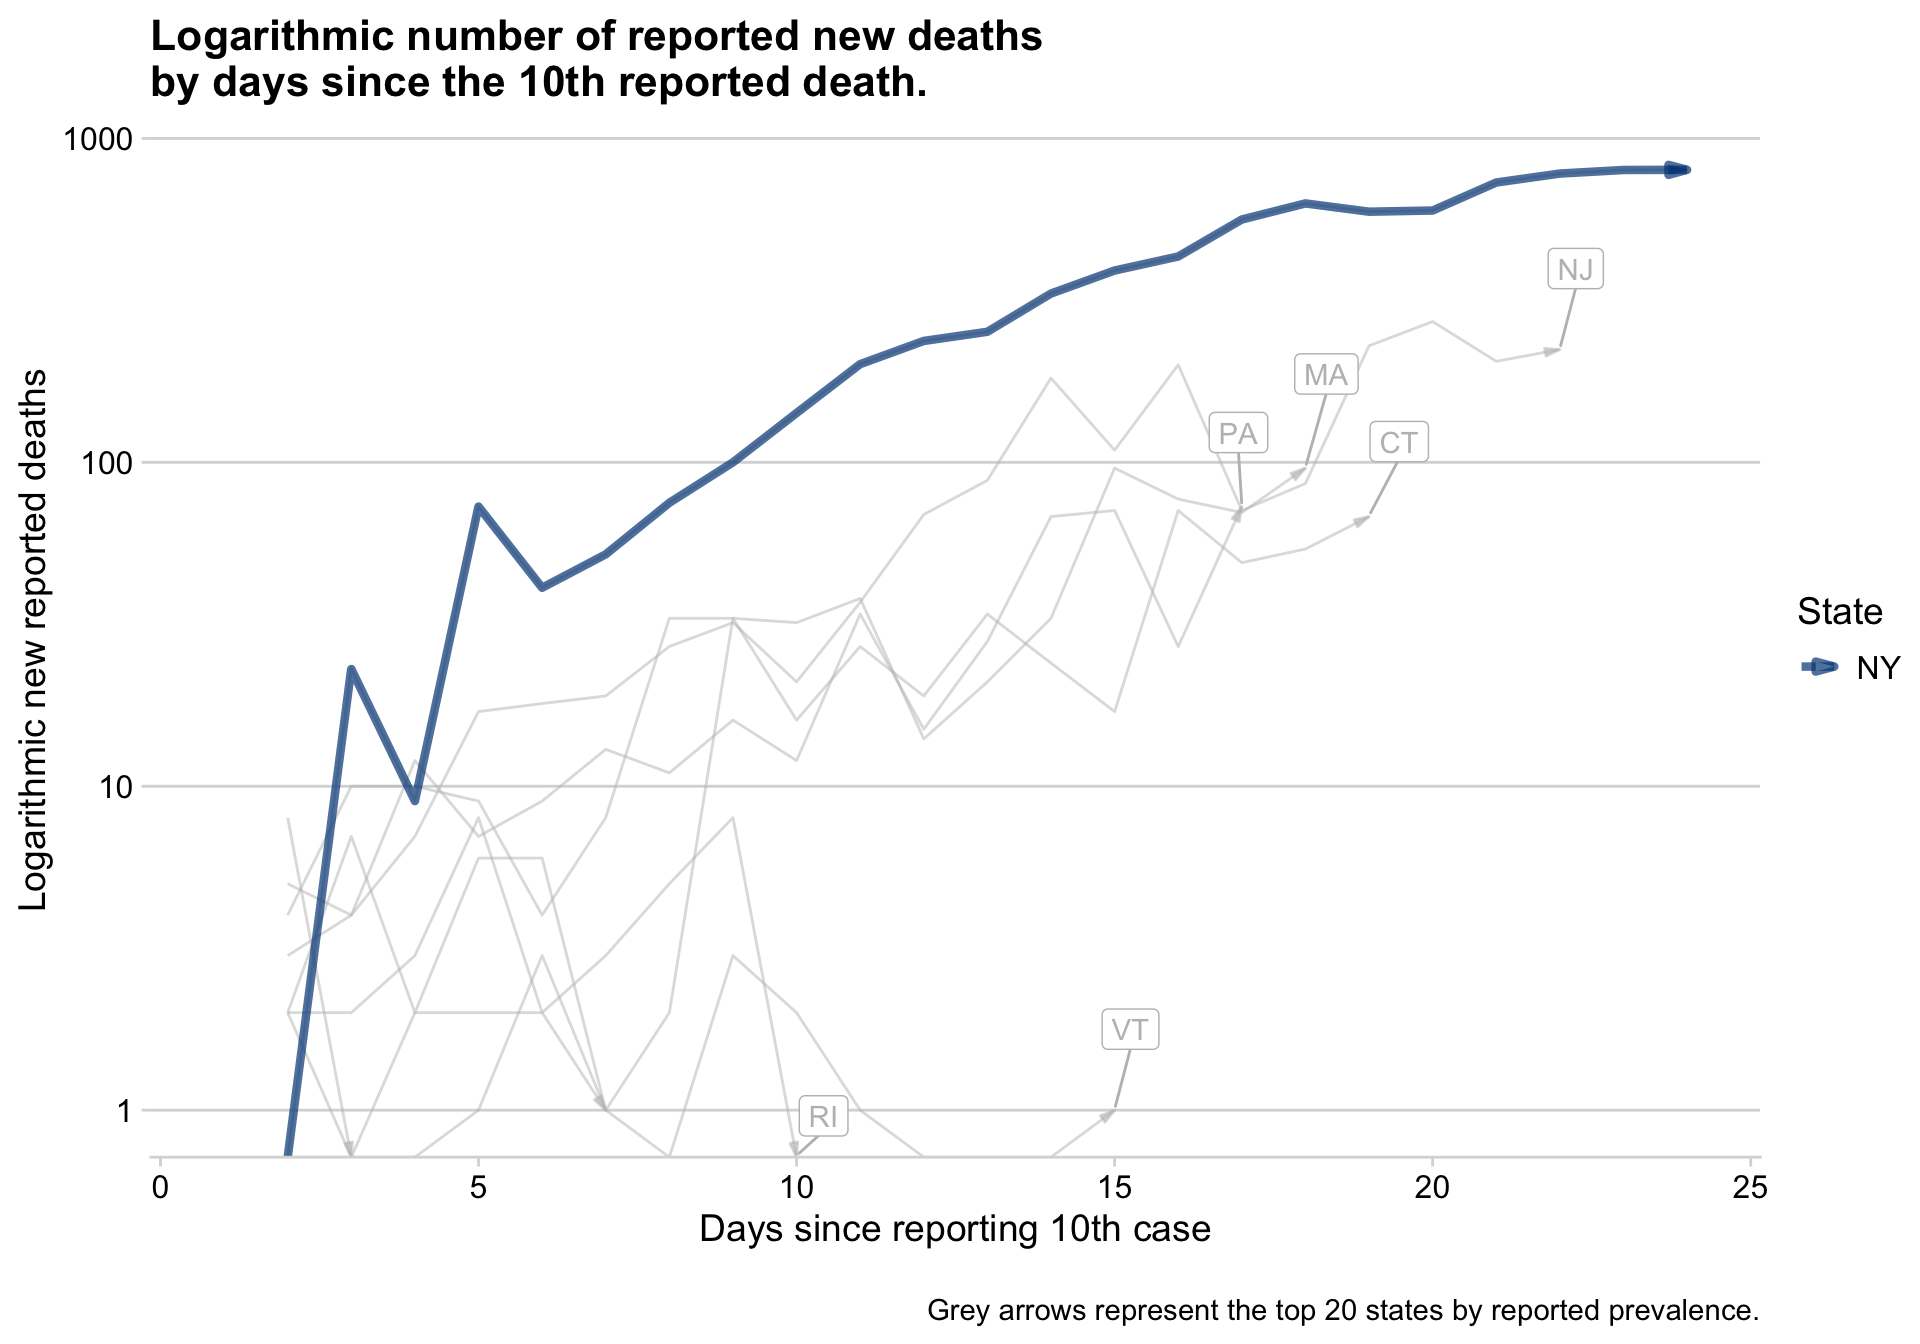 Logarithmic number of reported new deaths
by days since the 10th reported death.
1000
100
10
1
Logarithmic new reported deaths
NJ
MA
PA
CT
VT
RI
State
NY
0 5 10 15 20 25
Days since reporting 10th case
Grey arrows represent the top 20 states by reported prevalence.